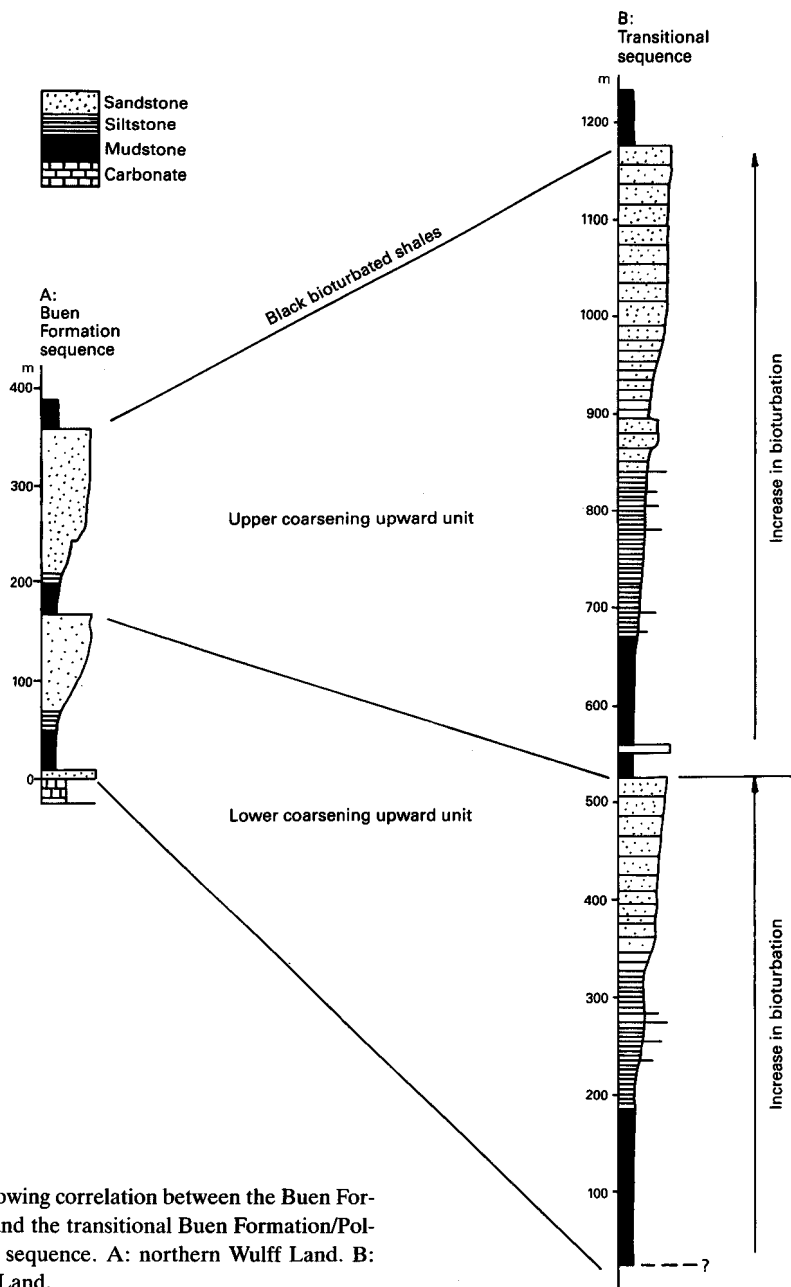 B:
Transitional
sequence
m
1200
1100
1000
900
800
700
600
500
400
300
200
100
?
Sandstone
Siltstone
Mudstone
Carbonate
A:
Buen
Formation
sequence
m
400
300
200
100
0
Black bioturbated shales
Upper coarsening upward unit
Lower coarsening upward unit
Increase in bioturbation
Increase in bioturbation
owing correlation between the Buen For-
nd the transitional Buen Formation/Pol-
sequence. A: northern Wulff Land. B:
Land.